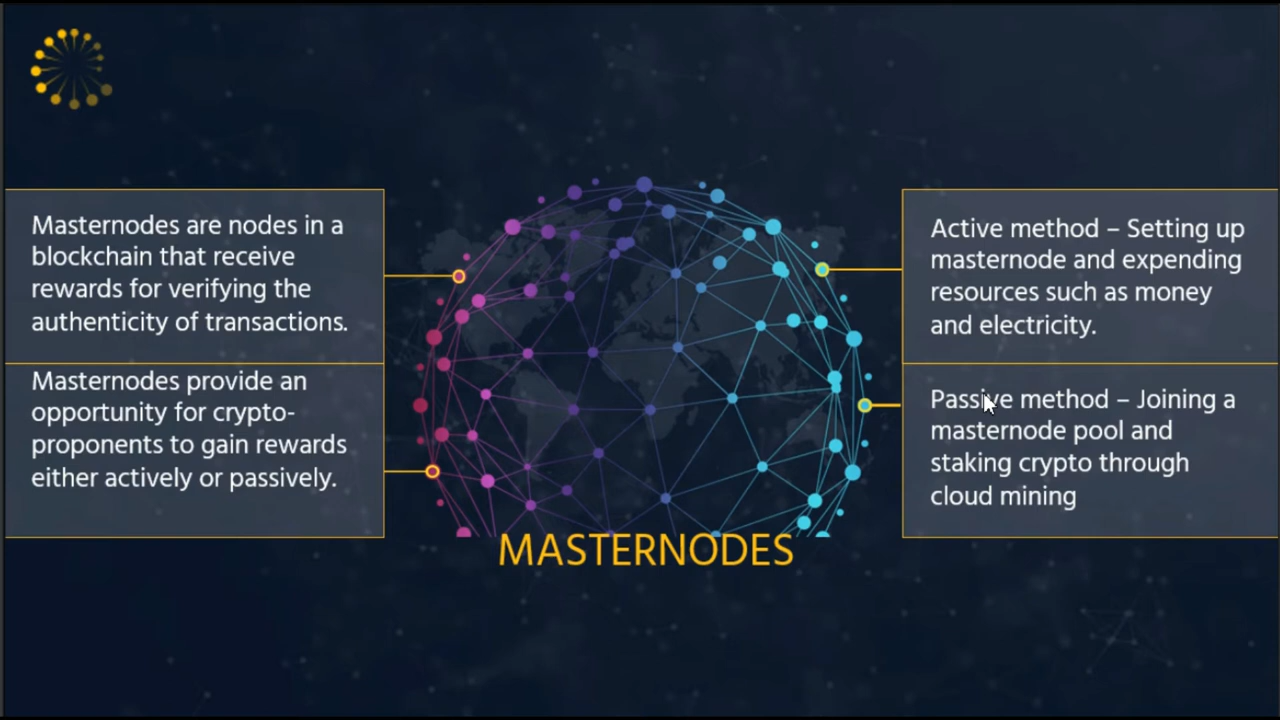 Masternodes are nodes in a
blockchain that receive
rewards for verifying the
authenticity of transactions.
Masternodes provide an
opportunity for crypto-
proponents to gain rewards
either actively or passively.
Active method – Setting up
masternode and expending
resources such as money
and electricity.
Passive method – Joining a
masternode pool and
staking crypto through
cloud mining
MASTERNODES